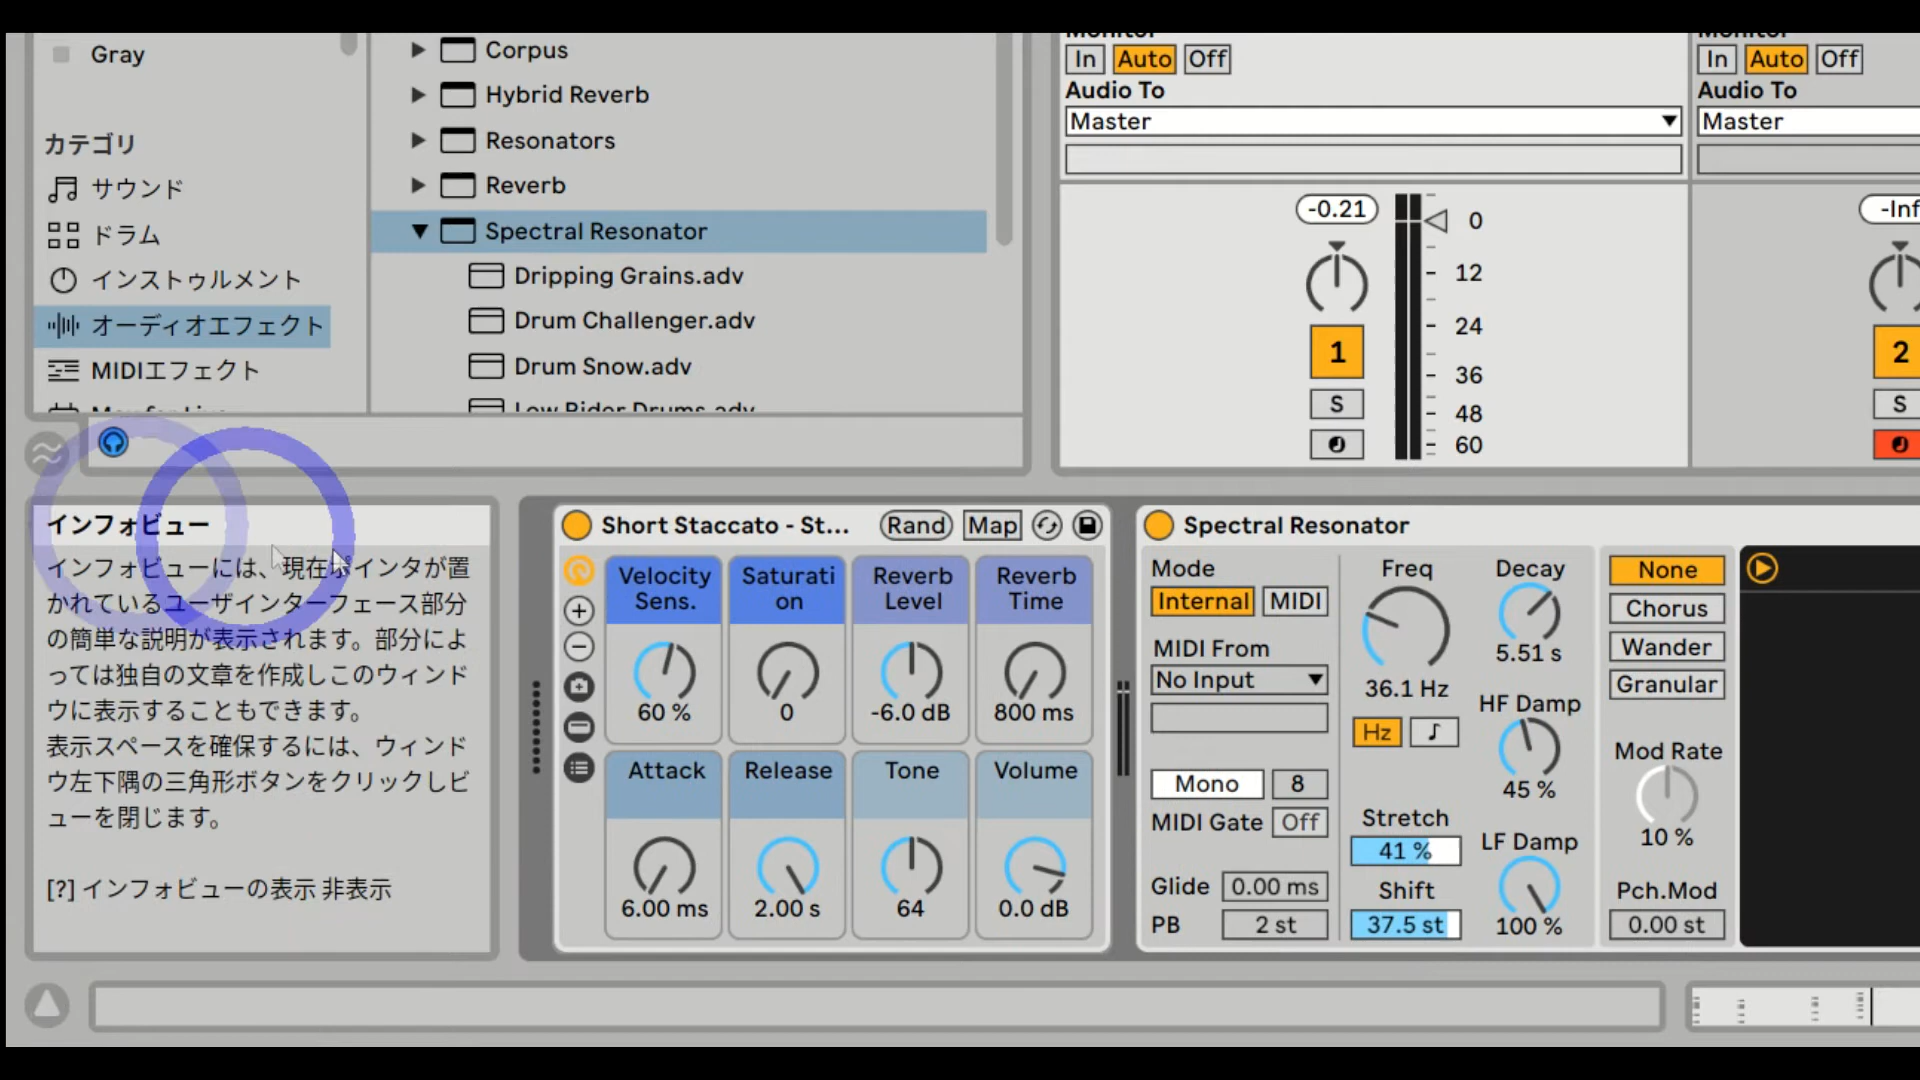 Gray
カテゴリ
サウンド
ドラム
インストゥルメント
オーディオエフェクト
MIDIエフェクト
Corpus
Hybrid Reverb
Resonators
Reverb
Spectral Resonator
Dripping Grains.adv
Drum Challenger.adv
Drum Snow.adv
Low Rider Drums.adv
Monitor
In Auto Off
Audio To
Master
-0.21
0
12
24
36
48
60
1
S
Monitor
In Auto Off
Audio To
Master
-Inf
2
S
インフォビュー
インフォビューには、現在ポインタが置
かれているユーザインターフェース部分
の簡単な説明が表示されます。部分によ
っては独自の文章を作成しこのウィンド
ウに表示することもできます。
表示スペースを確保するには、ウィンド
ウ左下隅の三角形ボタンをクリックしビ
ューを閉じます。
[?] インフォビューの表示 非表示
Short Staccato - St...
Rand
Map
Velocity
Sens.
60 %
Saturati
on
0
Reverb
Level
-6.0 dB
Reverb
Time
800 ms
Attack
6.00 ms
Release
2.00 s
Tone
64
Volume
0.0 dB
Spectral Resonator
Mode
Internal MIDI
MIDI From
No Input
Mono 8
MIDI Gate Off
Glide 0.00 ms
PB 2 st
Freq
36.1 Hz
Hz
Stretch
41 %
Shift
37.5 st
Decay
5.51 s
HF Damp
45 %
LF Damp
100 %
None
Chorus
Wander
Granular
Mod Rate
10 %
Pch.Mod
0.00 st